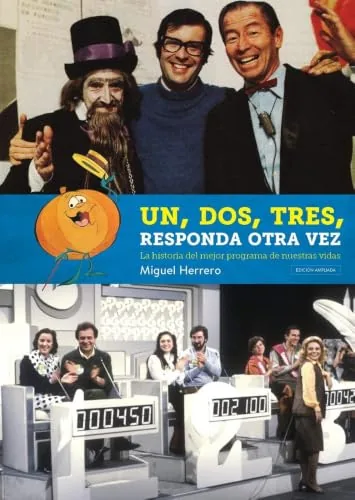 UN, DOS, TRES,
RESPONDA OTRA VEZ
La historia del mejor programa de nuestras vidas
Miguel Herrero
EDICIÓN AMPLIADA
000450
002100